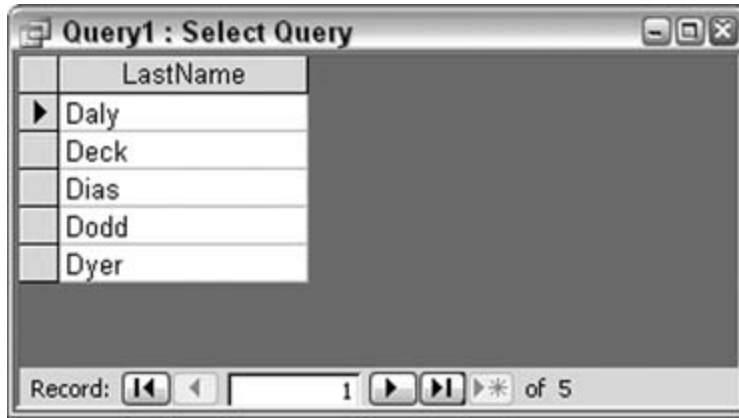 Query1 : Select Query
LastName
Daly
Deck
Dias
Dodd
Dyer
Record: 1 of 5